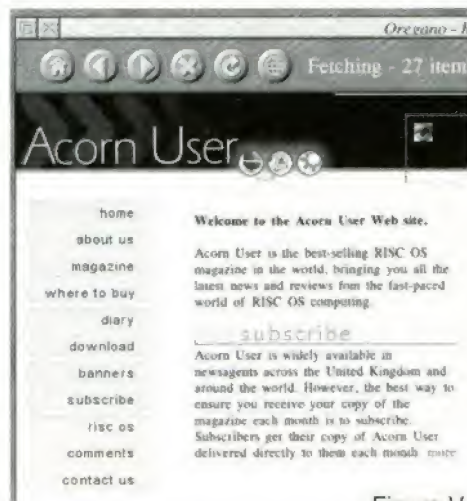 Oregano -
Fetching - 27 item
Acorn User
home
about us
magazine
where to buy
diary
download
banners
subscribe
risc os
comments
contact us
Welcome to the Acorn User Web site.
Acorn User is the best-selling RISC OS
magazine in the world, bringing you all the
latest news and reviews from the fast-paced
world of RISC OS computing.
subscribe
Acorn User is widely available in
newsagents across the United Kingdom and
around the world. However, the best way to
ensure you receive your copy of the
magazine each month is to subscribe.
Subscribers get their copy of Acorn User
delivered directly to them each month more
Figure